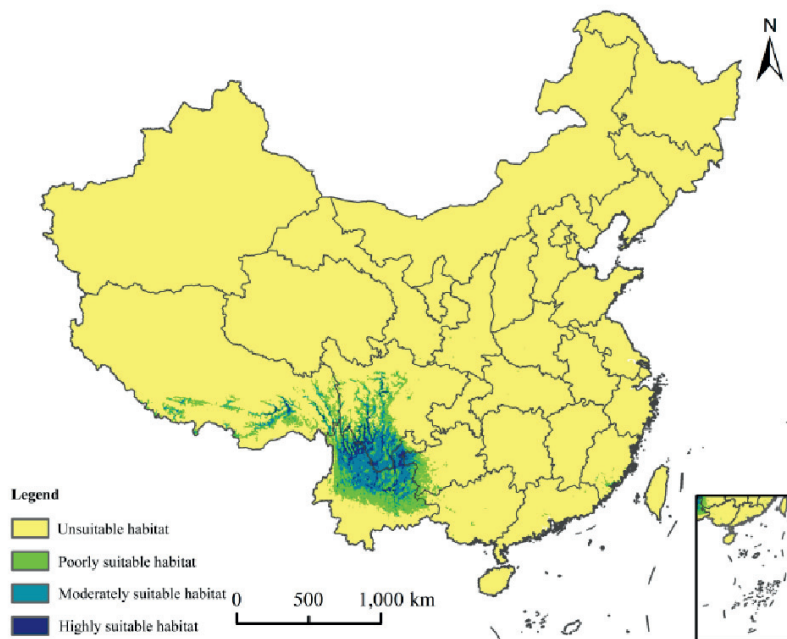 N
Legend
Unsuitable habitat
Poorly suitable habitat
Moderately suitable habitat
Highly suitable habitat
0 500 1,000 km